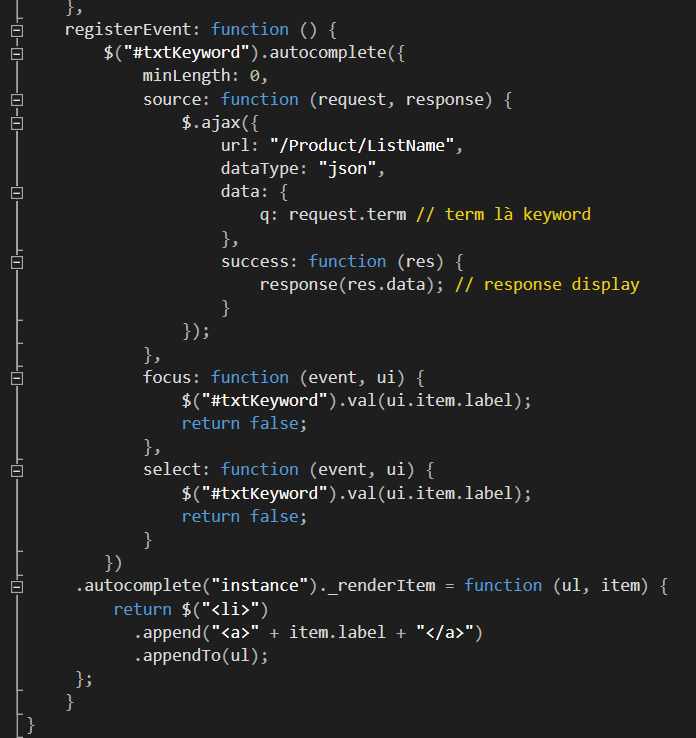 },
registerEvent: function () {
$("#txtKeyword").autocomplete({
minLength: 0,
source: function (request, response) {
$.ajax({
url: "/Product/ListName",
dataType: "json",
data: {
q: request.term // term là keyword
},
success: function (res) {
response(res.data); // response display
}
});
},
focus: function (event, ui) {
$("#txtKeyword").val(ui.item.label);
return false;
},
select: function (event, ui) {
$("#txtKeyword").val(ui.item.label);
return false;
}
})
.autocomplete("instance")._renderItem = function (ul, item) {
return $("<li>")
.append("<a>" + item.label + "</a>")
.appendTo(ul);
};
}
}